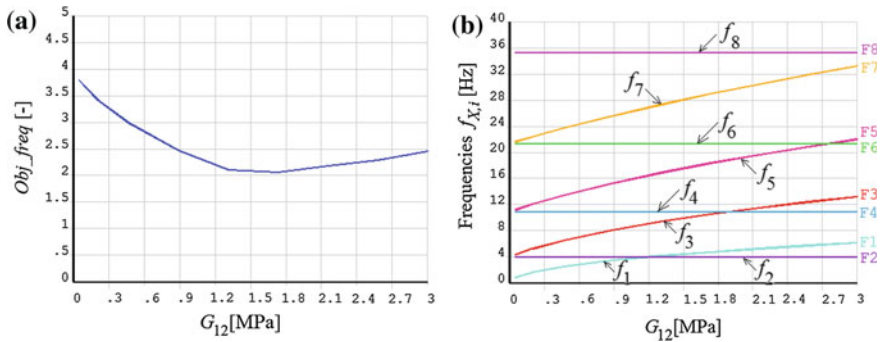 (a)
5
4.5
4
3.5
3
2.5
2
1.5
1
.5
0
Obj_freq [-]
0 .3 .6 .9 1.2 1.5 1.8 2.1 2.4 2.7 3
G12[MPa]
(b)
40
36
32
28
24
20
16
12
8
4
0
Frequencies fX,i [Hz]
f8
f7
f6
f5
f4
f3
f1
f2
F8
F7
F5
F6
F3
F4
F1
F2
0 .3 .6 .9 1.2 1.5 1.8 2.1 2.4 2.7 3
G12[MPa]